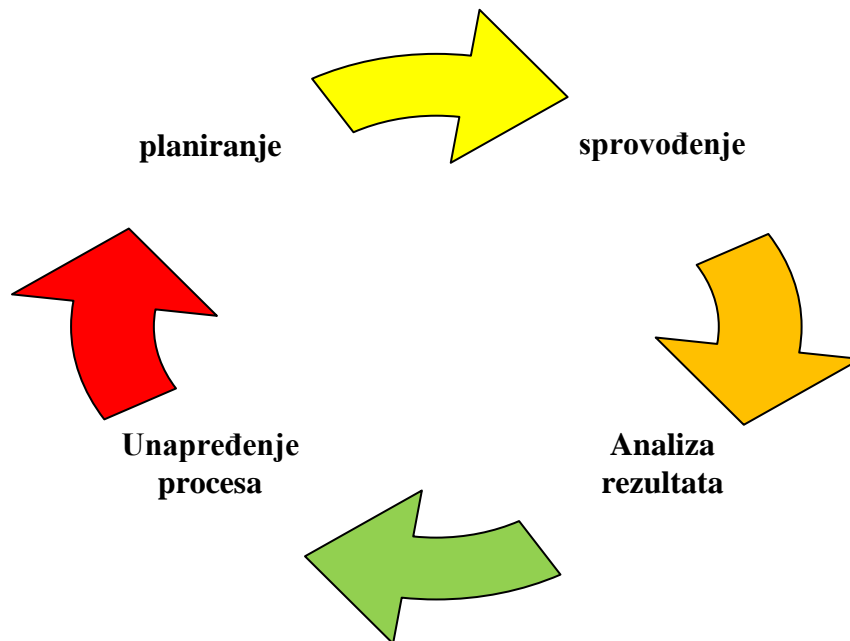 planiranje
sprovođenje
Unapređenje
procesa
Analiza
rezultata